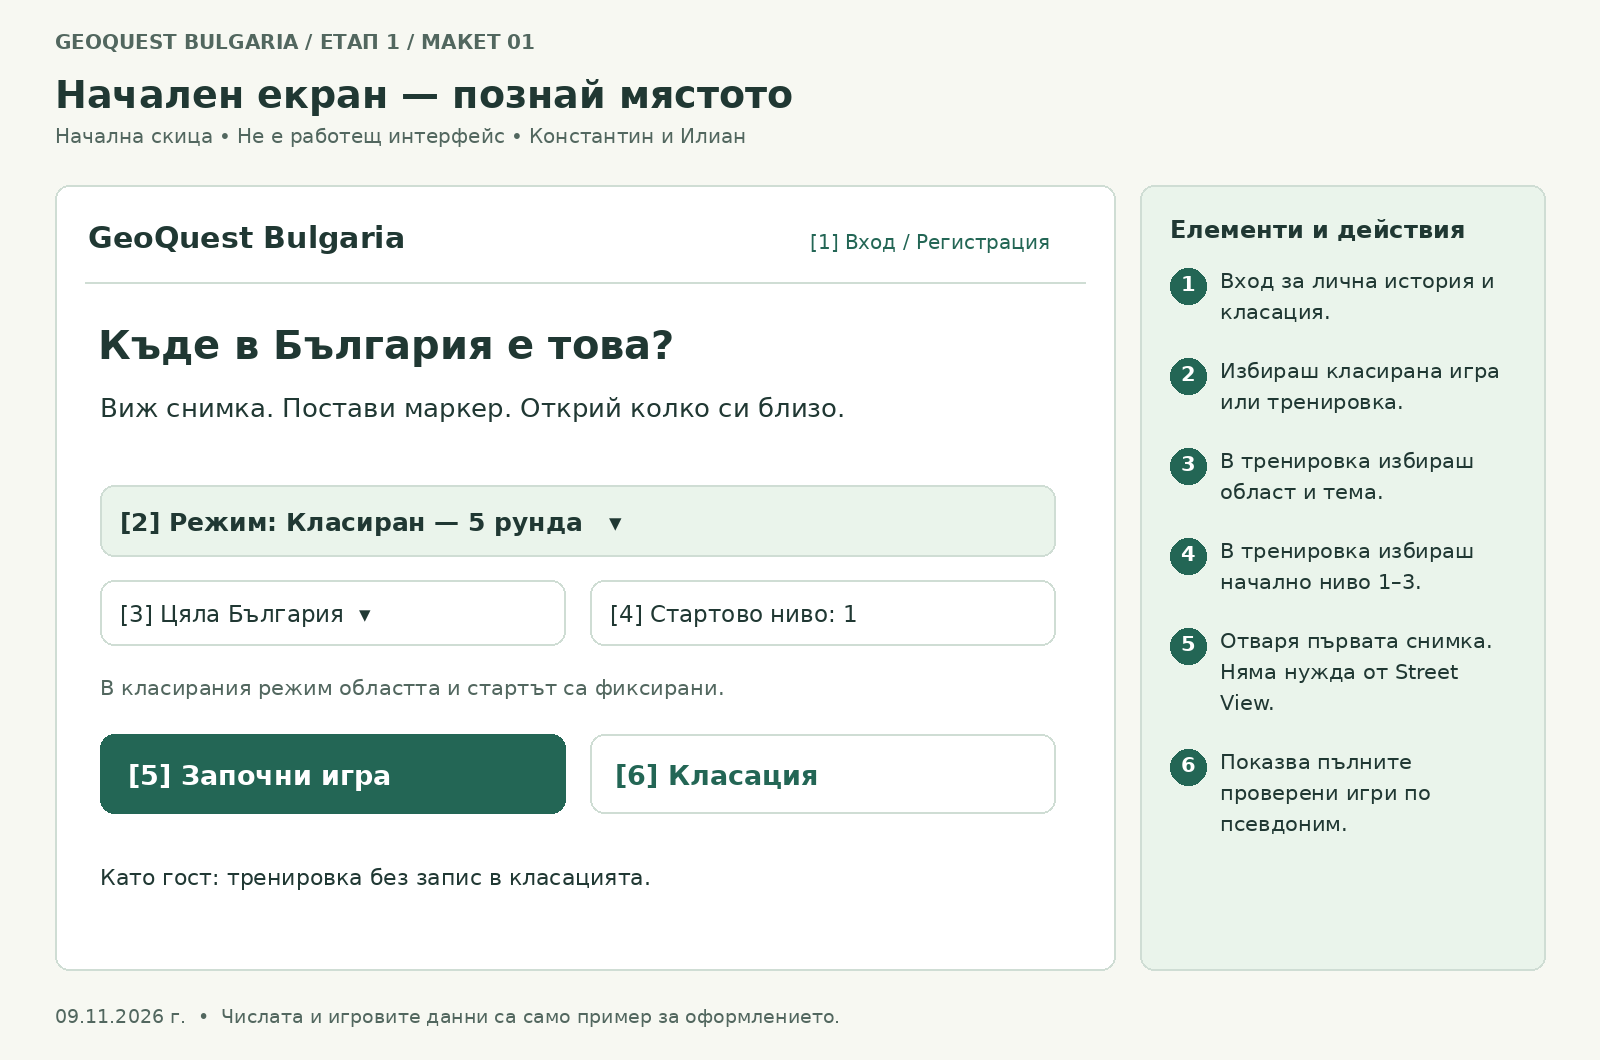 GEOQUEST BULGARIA / ЕТАП 1 / МАКЕТ 01
Начален екран — познай мястото
Начална скица • Не е работещ интерфейс • Константин и Илиан
GeoQuest Bulgaria
[1] Вход / Регистрация
Къде в България е това?
Виж снимка. Постави маркер. Открий колко си близо.
[2] Режим: Класиран — 5 рунда ▼
[3] Цяла България ▼
[4] Стартово ниво: 1
В класирания режим областта и стартът са фиксирани.
[5] Започни игра
[6] Класация
Като гост: тренировка без запис в класацията.
Елементи и действия
1 Вход за лична история и
класация.
2 Избираш класирана игра
или тренировка.
3 В тренировка избираш
област и тема.
4 В тренировка избираш
начално ниво 1–3.
5 Отваря първата снимка.
Няма нужда от Street
View.
6 Показва пълните
проверени игри по
псевдоним.
09.11.2026 г. • Числата и игровите данни са само пример за оформлението.